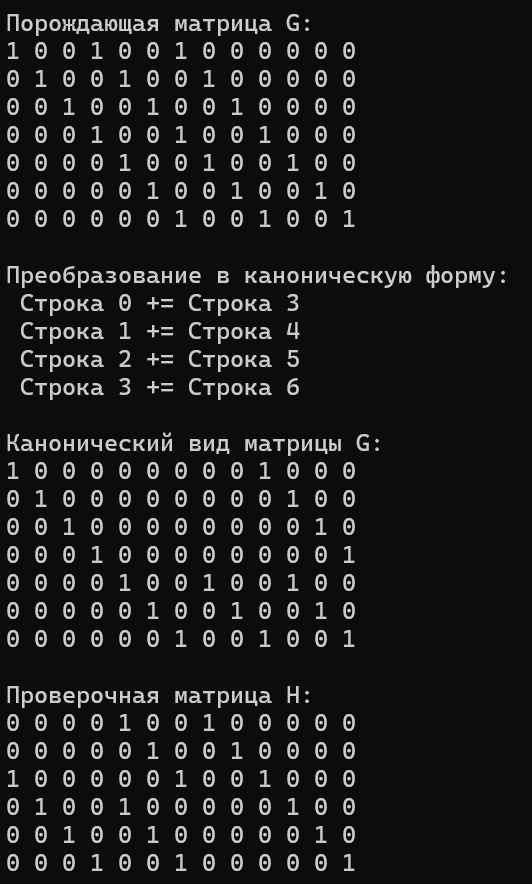 Порождающая матрица G:
1 0 0 1 0 0 1 0 0 0 0 0 0
0 1 0 0 1 0 0 1 0 0 0 0 0
0 0 1 0 0 1 0 0 1 0 0 0 0
0 0 0 1 0 0 1 0 0 1 0 0 0
0 0 0 0 1 0 0 1 0 0 1 0 0
0 0 0 0 0 1 0 0 1 0 0 1 0
0 0 0 0 0 0 1 0 0 1 0 0 1
Преобразование в каноническую форму:
Строка 0 += Строка 3
Строка 1 += Строка 4
Строка 2 += Строка 5
Строка 3 += Строка 6
Канонический вид матрицы G:
1 0 0 0 0 0 0 0 0 1 0 0 0
0 1 0 0 0 0 0 0 0 0 1 0 0
0 0 1 0 0 0 0 0 0 0 0 1 0
0 0 0 1 0 0 0 0 0 0 0 0 1
0 0 0 0 1 0 0 1 0 0 1 0 0
0 0 0 0 0 1 0 0 1 0 0 1 0
0 0 0 0 0 0 1 0 0 1 0 0 1
Проверочная матрица H:
0 0 0 0 1 0 0 1 0 0 0 0 0
0 0 0 0 0 1 0 0 1 0 0 0 0
1 0 0 0 0 0 1 0 0 1 0 0 0
0 1 0 0 1 0 0 0 0 0 1 0 0
0 0 1 0 0 1 0 0 0 0 0 1 0
0 0 0 1 0 0 1 0 0 0 0 0 1